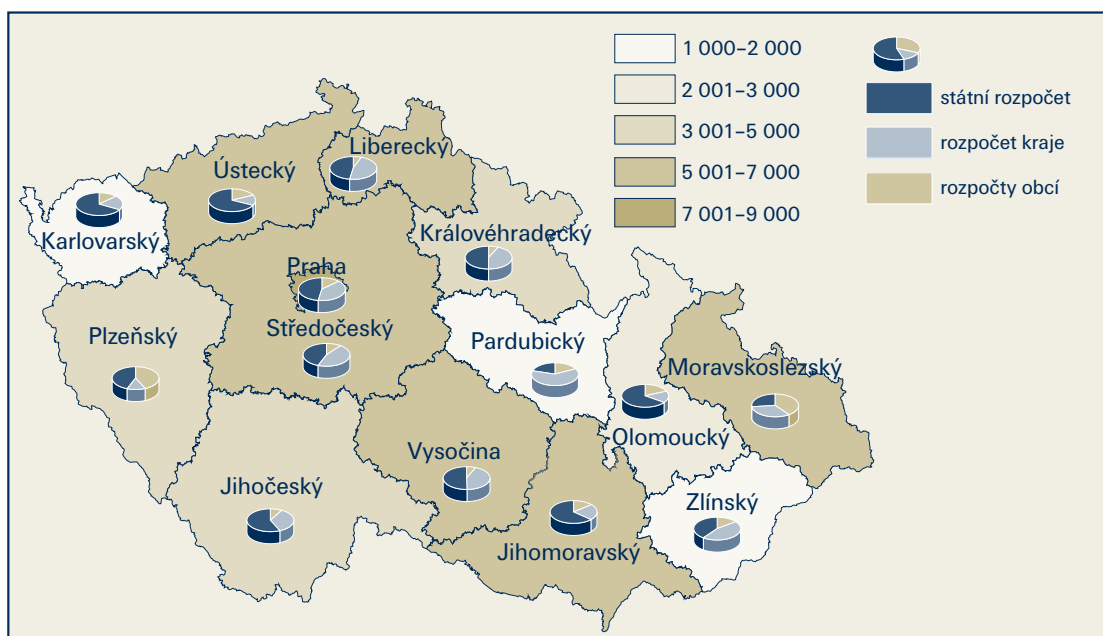 1 000–2 000
2 001–3 000
3 001–5 000
5 001–7 000
7 001–9 000
státní rozpočet
rozpočet kraje
rozpočty obcí
Liberecký
Ústecký
Karlovarský
Královéhradecký
Praha
Středočeský
Plzeňský
Pardubický
Moravskoslezský
Olomoucký
Vysočina
Jihočeský
Zlínský
Jihomoravský